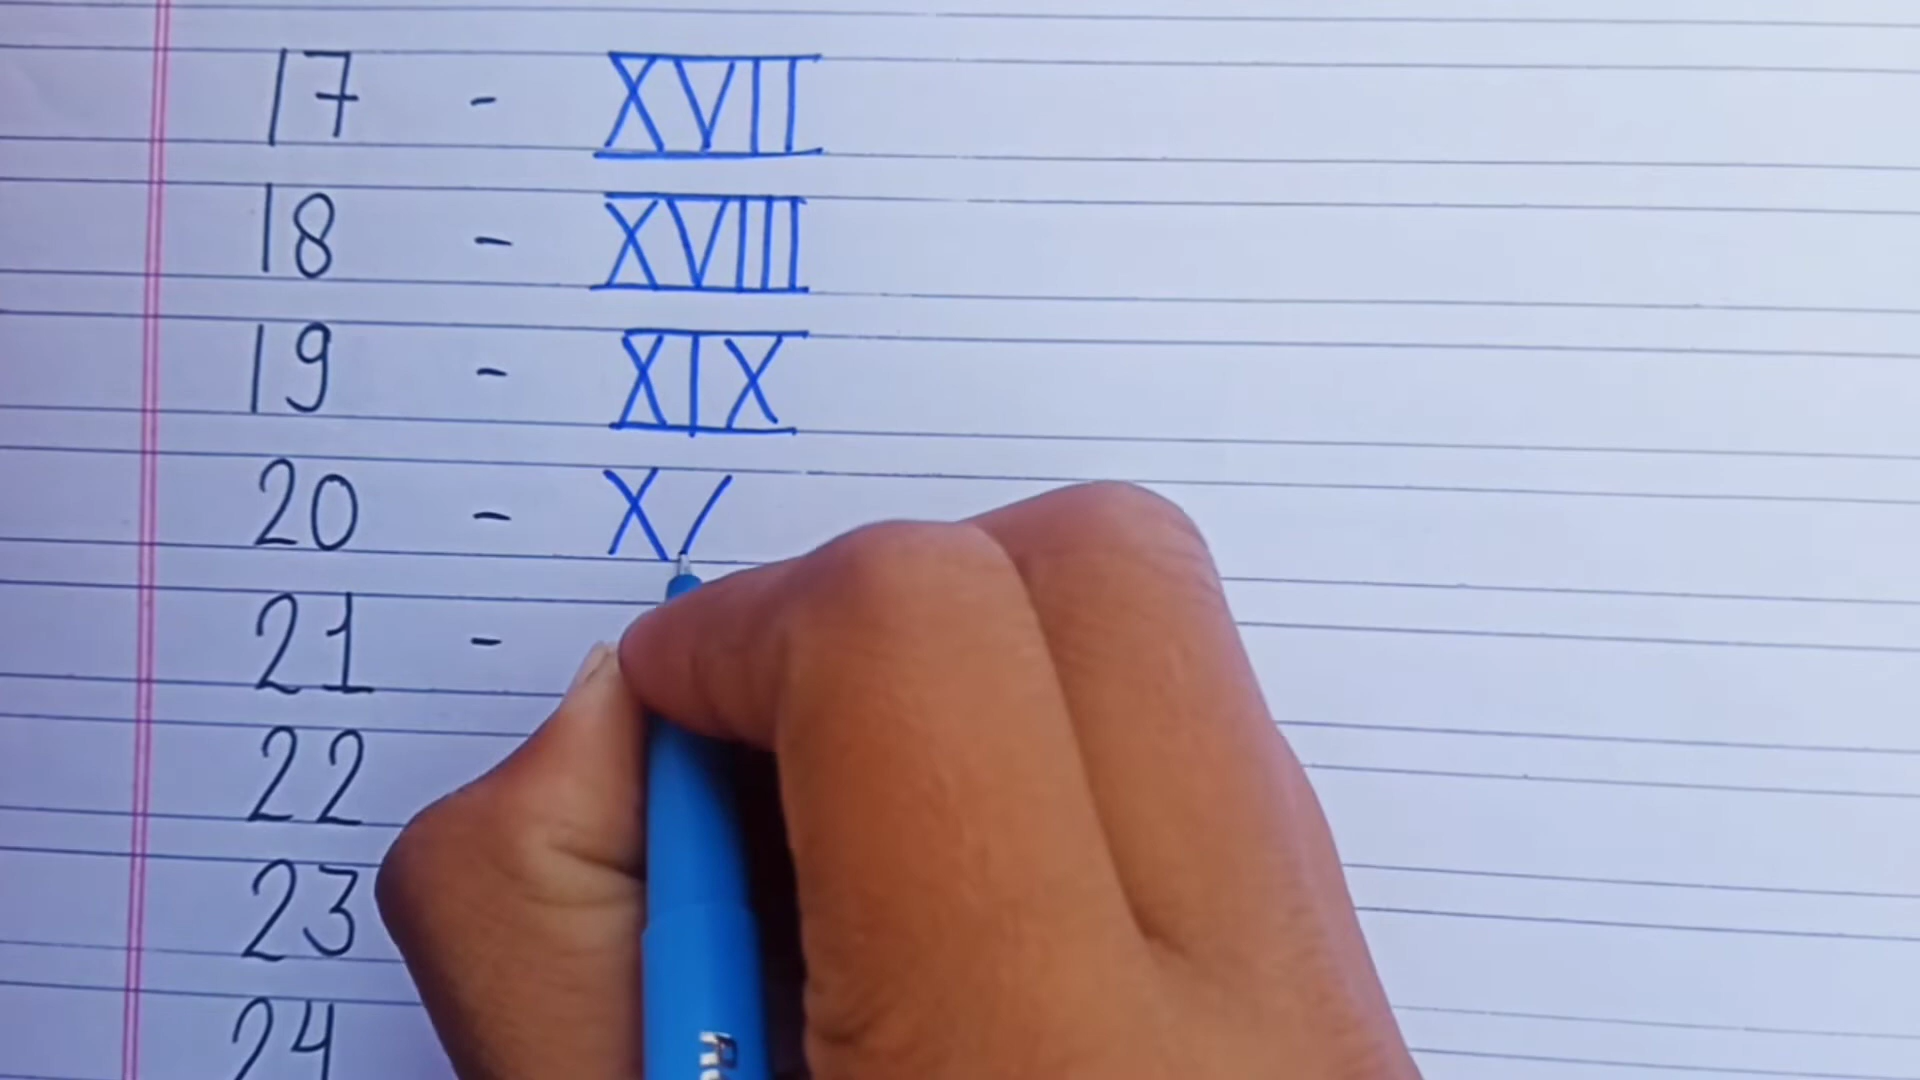 17 - XVII
18 - XVIII
19 - XIX
20 - X/
21 -
22
23
24